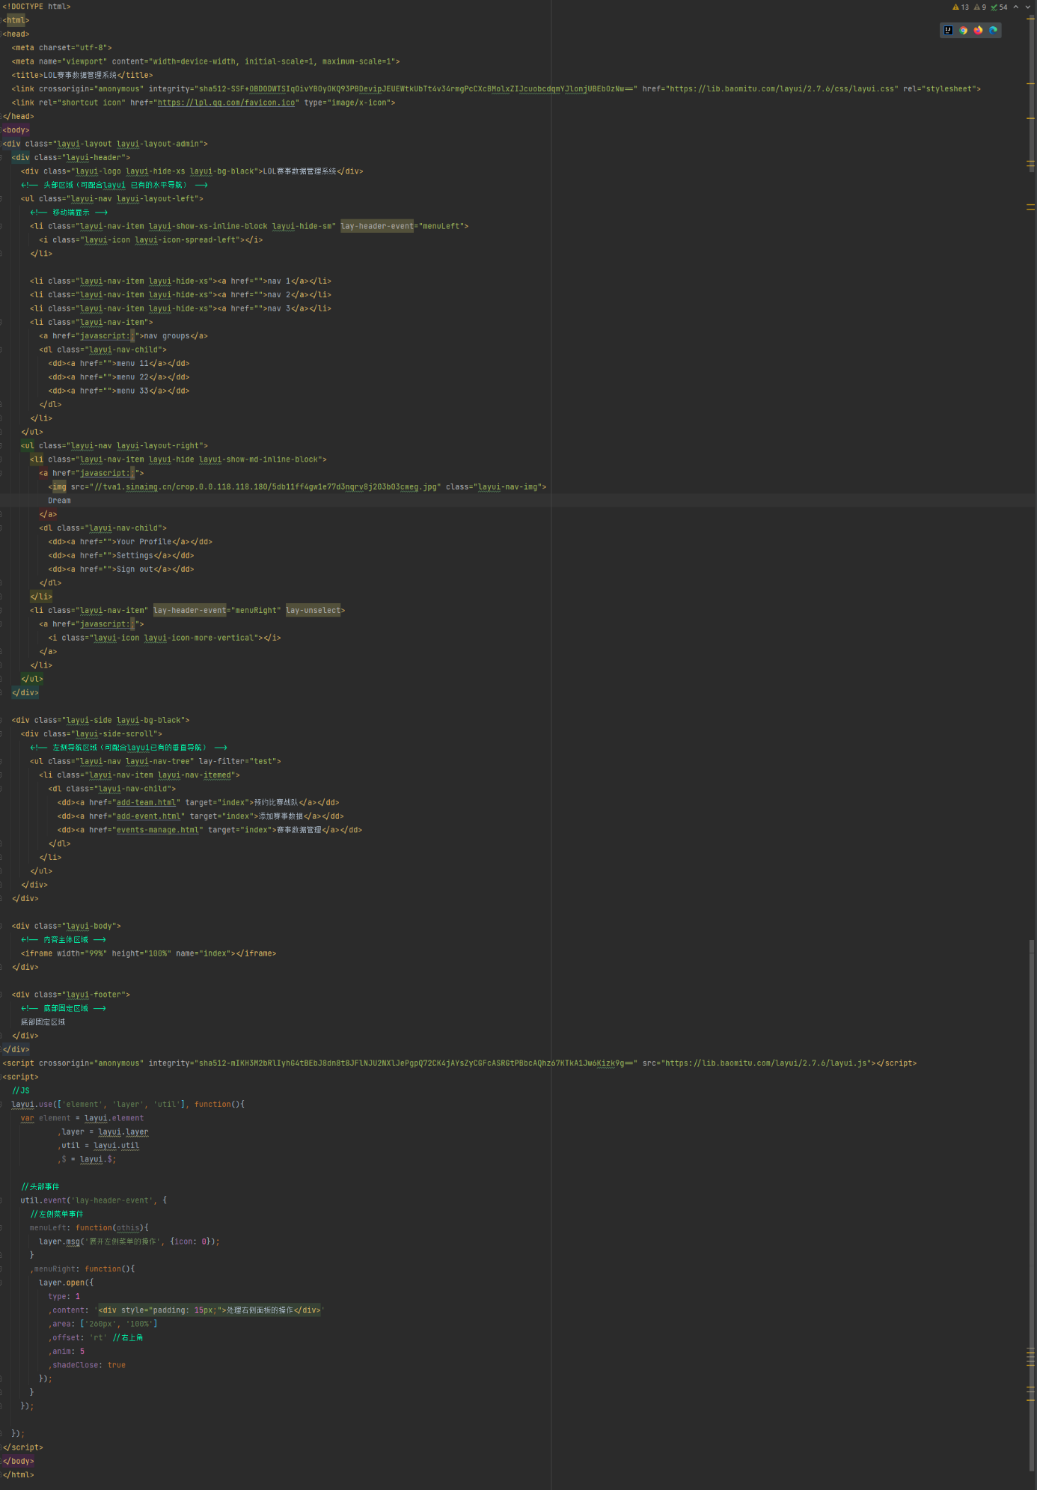 <!DOCTYPE html>
13 9 54
<html>
<head>
<meta charset="utf-8">
<meta name="viewport" content="width=device-width, initial-scale=1, maximum-scale=1">
<title>LOL赛事数据管理系统</title>
<link crossorigin="anonymous" href="https://lib.baomitu.com/layui/2.7.6/css/layui.css" rel="stylesheet">
<link rel="shortcut icon" href="https://lpl.qq.com/favicon.ico" type="image/x-icon">
</head>
<body>
<div class="layui-layout layui-layout-admin">
<div class="layui-header">
<div class="layui-logo layui-hide-xs layui-bg-black">LOL赛事数据管理系统</div>
<!-- 头部区域（可配合layui 已有的水平导航） -->
<ul class="layui-nav layui-layout-left">
<!-- 移动端显示 -->
<li class="layui-nav-item layui-show-xs-inline-block layui-hide-sm" lay-header-event="menuLeft">
<i class="layui-icon layui-icon-spread-left"></i>
</li>
<li class="layui-nav-item layui-hide-xs"><a href="">nav 1</a></li>
<li class="layui-nav-item layui-hide-xs"><a href="">nav 2</a></li>
<li class="layui-nav-item layui-hide-xs"><a href="">nav 3</a></li>
<li class="layui-nav-item">
<a href="javascript:;">nav groups</a>
<dl class="layui-nav-child">
<dd><a href="">menu 11</a></dd>
<dd><a href="">menu 22</a></dd>
<dd><a href="">menu 33</a></dd>
</dl>
</li>
</ul>
<ul class="layui-nav layui-layout-right">
<li class="layui-nav-item layui-hide layui-show-md-inline-block">
<a href="javascript:;">
<img class="layui-nav-img">
Dream
</a>
<dl class="layui-nav-child">
<dd><a href="">Your Profile</a></dd>
<dd><a href="">Settings</a></dd>
<dd><a href="">Sign out</a></dd>
</dl>
</li>
<li class="layui-nav-item" lay-header-event="menuRight" lay-unselect>
<a href="javascript:;">
<i class="layui-icon layui-icon-more-vertical"></i>
</a>
</li>
</ul>
</div>
<div class="layui-side layui-bg-black">
<div class="layui-side-scroll">
<!-- 左侧导航区域（可配合layui已有的垂直导航） -->
<ul class="layui-nav layui-nav-tree" lay-filter="test">
<li class="layui-nav-item layui-nav-itemed">
<dl class="layui-nav-child">
<dd><a href="add-team.html" target="index">预约比赛战队</a></dd>
<dd><a href="add-event.html" target="index">添加赛事数据</a></dd>
<dd><a href="events-manage.html" target="index">赛事数据管理</a></dd>
</dl>
</li>
</ul>
</div>
</div>
<div class="layui-body">
<!-- 内容主体区域 -->
<iframe width="99%" height="100%" name="index"></iframe>
</div>
<div class="layui-footer">
<!-- 底部固定区域 -->
底部固定区域
</div>
</div>
<script crossorigin="anonymous" src="https://lib.baomitu.com/layui/2.7.6/layui.js"></script>
<script>
//JS
layui.use(['element', 'layer', 'util'], function(){
var element = layui.element
,layer = layui.layer
,util = layui.util
,$ = layui.$;
//头部事件
util.event('lay-header-event', {
//左侧菜单事件
menuLeft: function(othis){
layer.msg('展开左侧菜单的操作', {icon: 0});
}
,menuRight: function(){
layer.open({
type: 1
,content: '<div style="padding: 15px;">处理右侧面板的操作</div>'
,area: ['260px', '100%']
,offset: 'rt' //右上角
,anim: 5
,shadeClose: true
});
}
});
});
</script>
</body>
</html>